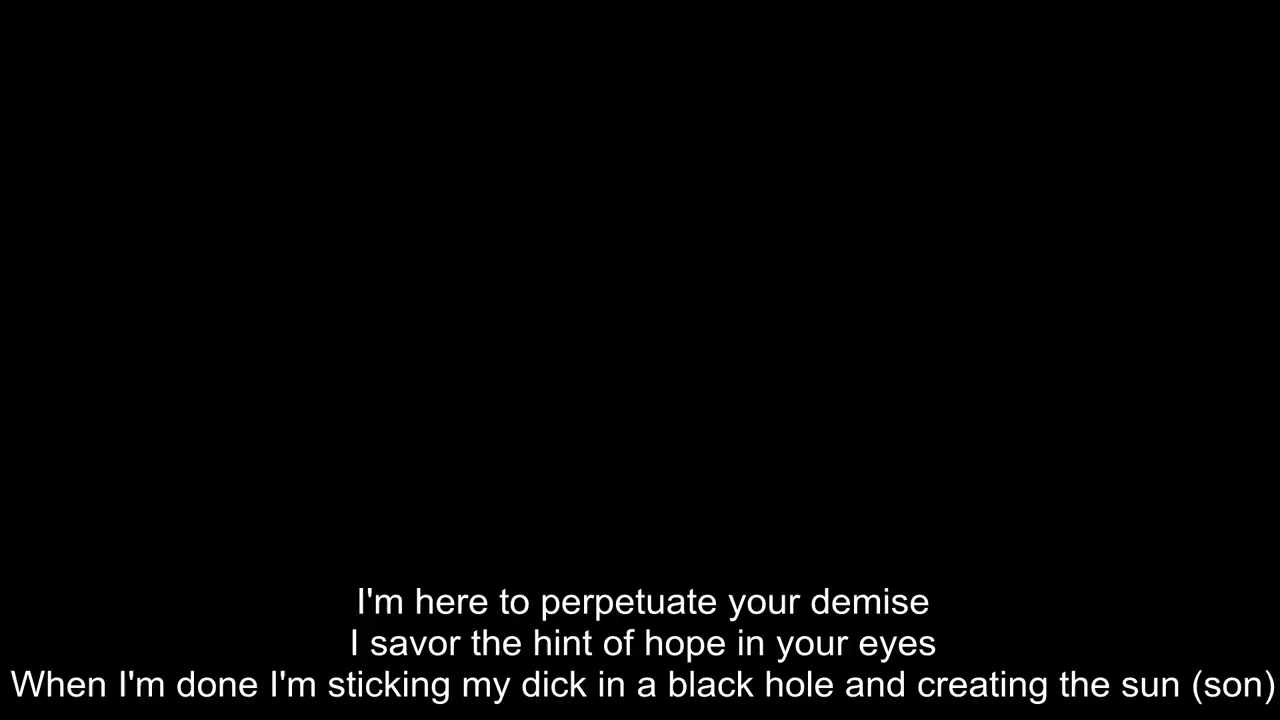 I'm here to perpetuate your demise
I savor the hint of hope in your eyes
When I'm done I'm sticking my dick in a black hole and creating the sun (son)